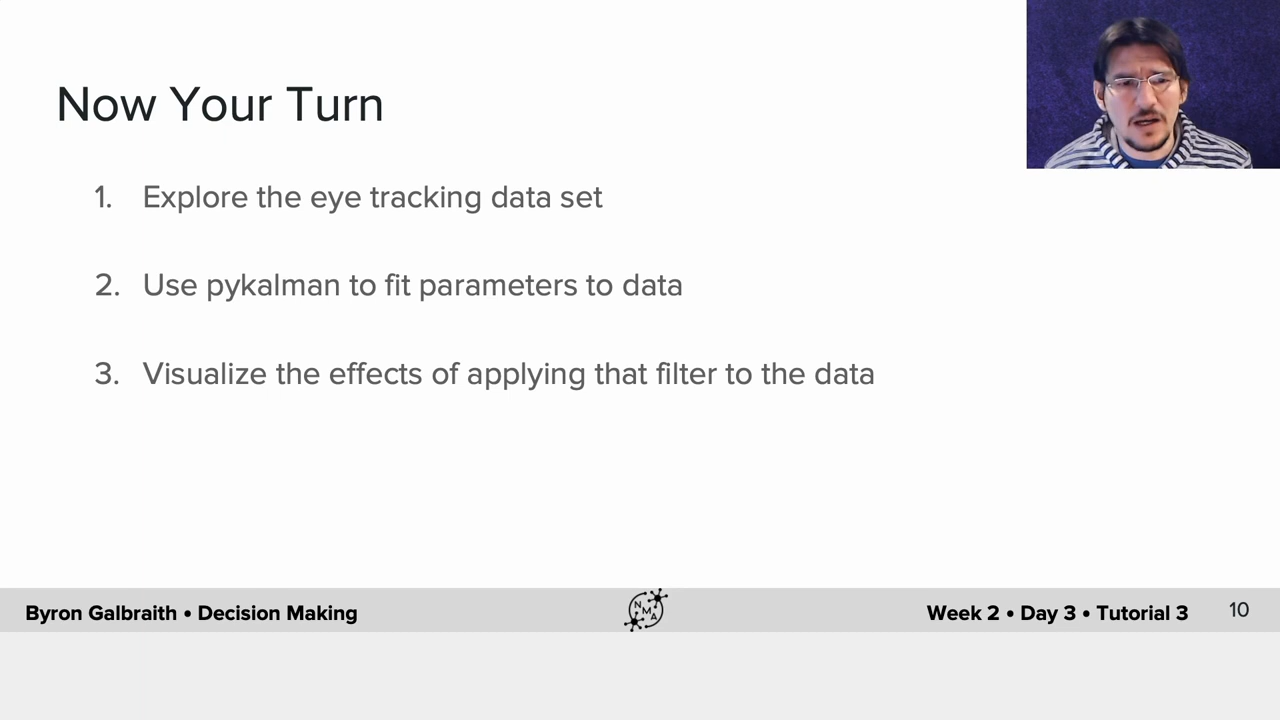 Now Your Turn
1. Explore the eye tracking data set
2. Use pykalman to fit parameters to data
3. Visualize the effects of applying that filter to the data
Byron Galbraith • Decision Making
N M A
Week 2 • Day 3 • Tutorial 3
10